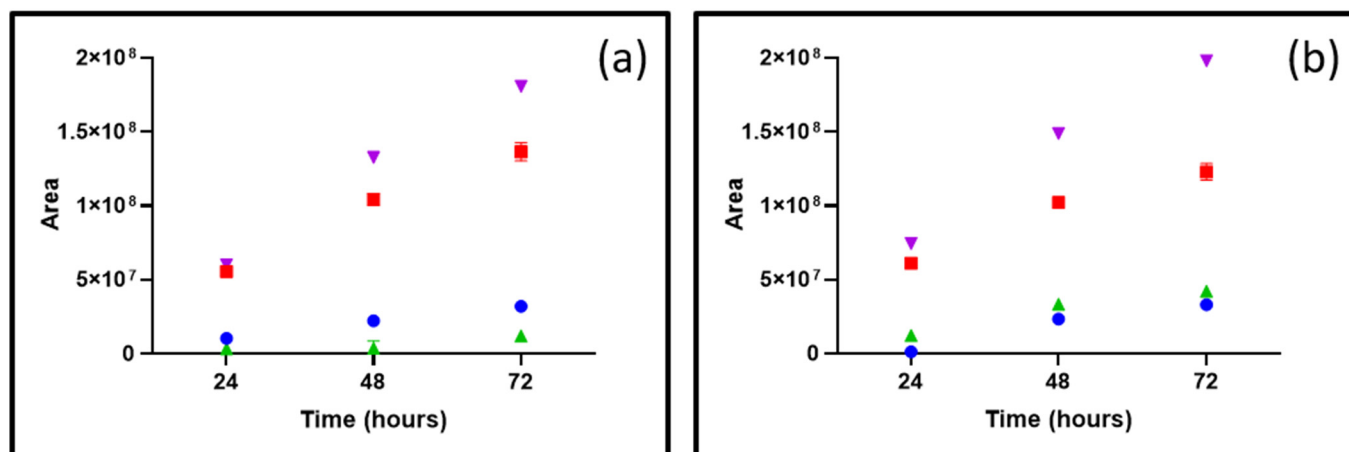 (a)
2×10⁸
1.5×10⁸
1×10⁸
5×10⁷
0
Area
24 48 72
Time (hours)
(b)
2×10⁸
1.5×10⁸
1×10⁸
5×10⁷
0
Area
24 48 72
Time (hours)